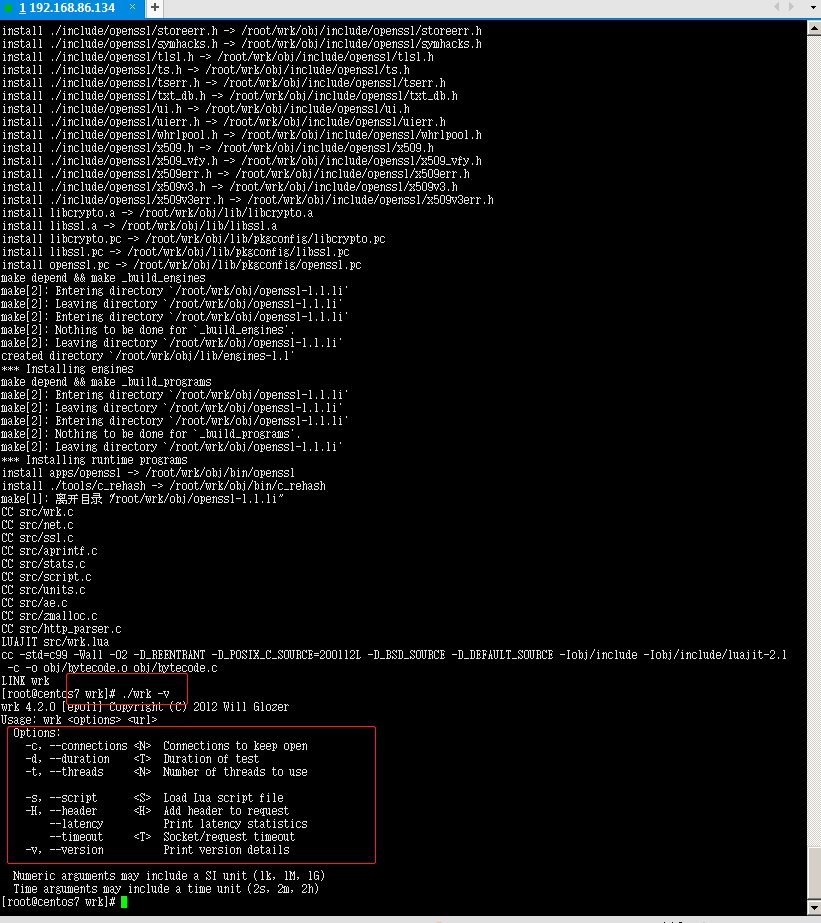 1 192.168.86.134 × +
install ./include/openssl/storeerr.h -> /root/wrk/obj/include/openssl/storeerr.h
install ./include/openssl/symhacks.h -> /root/wrk/obj/include/openssl/symhacks.h
install ./include/openssl/tls1.h -> /root/wrk/obj/include/openssl/tls1.h
install ./include/openssl/ts.h -> /root/wrk/obj/include/openssl/ts.h
install ./include/openssl/tserr.h -> /root/wrk/obj/include/openssl/tserr.h
install ./include/openssl/txt_db.h -> /root/wrk/obj/include/openssl/txt_db.h
install ./include/openssl/ui.h -> /root/wrk/obj/include/openssl/ui.h
install ./include/openssl/uierr.h -> /root/wrk/obj/include/openssl/uierr.h
install ./include/openssl/whrlpool.h -> /root/wrk/obj/include/openssl/whrlpool.h
install ./include/openssl/x509.h -> /root/wrk/obj/include/openssl/x509.h
install ./include/openssl/x509_vfy.h -> /root/wrk/obj/include/openssl/x509_vfy.h
install ./include/openssl/x509err.h -> /root/wrk/obj/include/openssl/x509err.h
install ./include/openssl/x509v3.h -> /root/wrk/obj/include/openssl/x509v3.h
install ./include/openssl/x509v3err.h -> /root/wrk/obj/include/openssl/x509v3err.h
install libcrypto.a -> /root/wrk/obj/lib/libcrypto.a
install libssl.a -> /root/wrk/obj/lib/libssl.a
install libcrypto.pc -> /root/wrk/obj/lib/pkgconfig/libcrypto.pc
install libssl.pc -> /root/wrk/obj/lib/pkgconfig/libssl.pc
install openssl.pc -> /root/wrk/obj/lib/pkgconfig/openssl.pc
make depend && make _build_engines
make[2]: Entering directory `/root/wrk/obj/openssl-1.1.1i'
make[2]: Leaving directory `/root/wrk/obj/openssl-1.1.1i'
make[2]: Entering directory `/root/wrk/obj/openssl-1.1.1i'
make[2]: Nothing to be done for `_build_engines'.
make[2]: Leaving directory `/root/wrk/obj/openssl-1.1.1i'
created directory `/root/wrk/obj/lib/engines-1.1'
*** Installing engines
make depend && make _build_programs
make[2]: Entering directory `/root/wrk/obj/openssl-1.1.1i'
make[2]: Leaving directory `/root/wrk/obj/openssl-1.1.1i'
make[2]: Entering directory `/root/wrk/obj/openssl-1.1.1i'
make[2]: Nothing to be done for `_build_programs'.
make[2]: Leaving directory `/root/wrk/obj/openssl-1.1.1i'
*** Installing runtime programs
install apps/openssl -> /root/wrk/obj/bin/openssl
install ./tools/c_rehash -> /root/wrk/obj/bin/c_rehash
make[1]: 离开目录“/root/wrk/obj/openssl-1.1.1i”
CC src/wrk.c
CC src/net.c
CC src/ssl.c
CC src/aprintf.c
CC src/stats.c
CC src/script.c
CC src/units.c
CC src/ae.c
CC src/zmalloc.c
CC src/http_parser.c
LUAJIT src/wrk.lua
cc -std=c99 -Wall -O2 -D_REENTRANT -D_POSIX_C_SOURCE=200112L -D_BSD_SOURCE -D_DEFAULT_SOURCE -Iobj/include -Iobj/include/luajit-2.1
-c -o obj/bytecode.o obj/bytecode.c
LINK wrk
[root@centos7 wrk]# ./wrk -v
wrk 4.2.0 [epoll] Copyright (C) 2012 Will Glozer
Usage: wrk <options> <url>
Options:
-c, --connections <N> Connections to keep open
-d, --duration <T> Duration of test
-t, --threads <N> Number of threads to use
-s, --script <S> Load Lua script file
-H, --header <H> Add header to request
--latency Print latency statistics
--timeout <T> Socket/request timeout
-v, --version Print version details
Numeric arguments may include a SI unit (1k, 1M, 1G)
Time arguments may include a time unit (2s, 2m, 2h)
[root@centos7 wrk]#